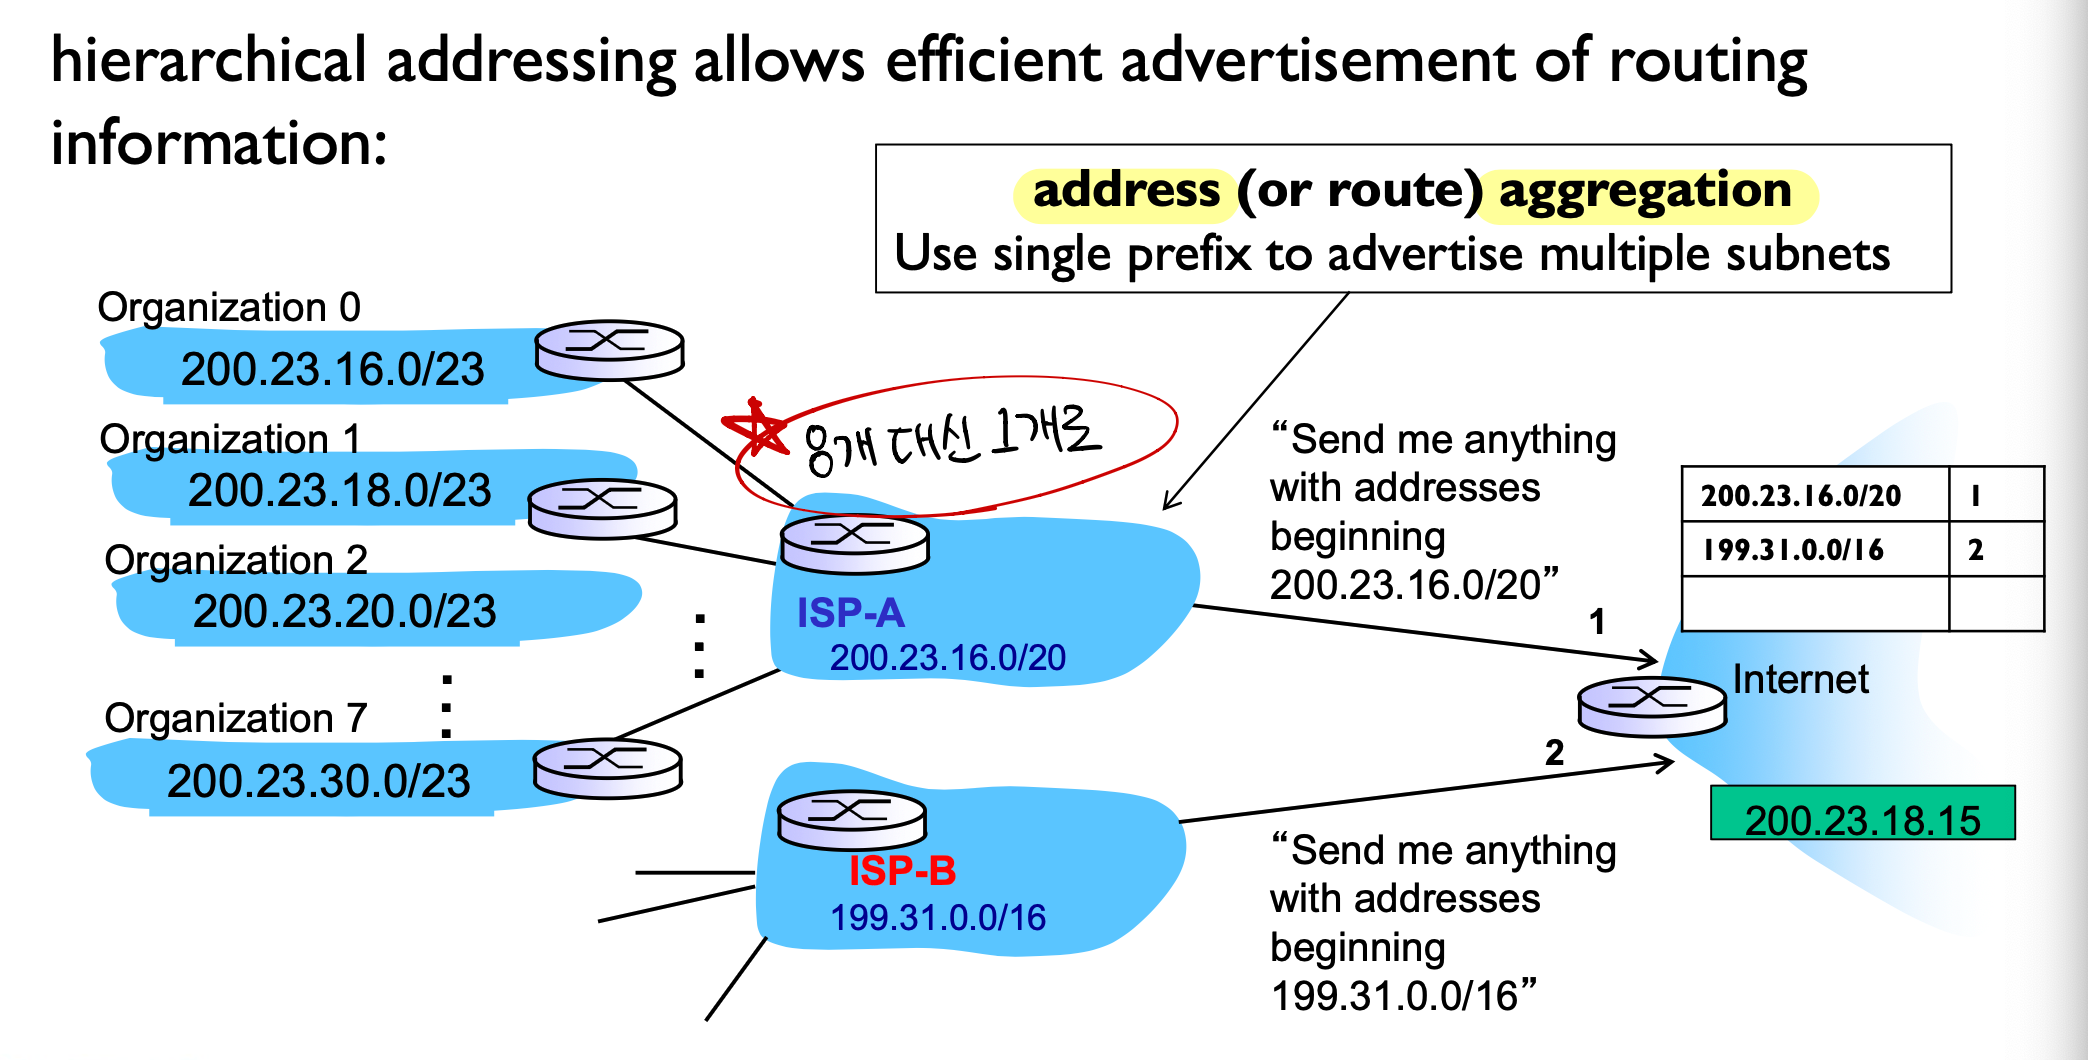 hierarchical addressing allows efficient advertisement of routing
information:
address (or route) aggregation
Use single prefix to advertise multiple subnets
Organization 0
200.23.16.0/23
Organization 1
200.23.18.0/23
Organization 2
200.23.20.0/23
Organization 7
200.23.30.0/23
8개 대신 1개로
ISP-A
200.23.16.0/20
ISP-B
199.31.0.0/16
“Send me anything
with addresses
beginning
200.23.16.0/20”
1
2
“Send me anything
with addresses
beginning
199.31.0.0/16”
200.23.16.0/20 1
199.31.0.0/16 2
Internet
200.23.18.15